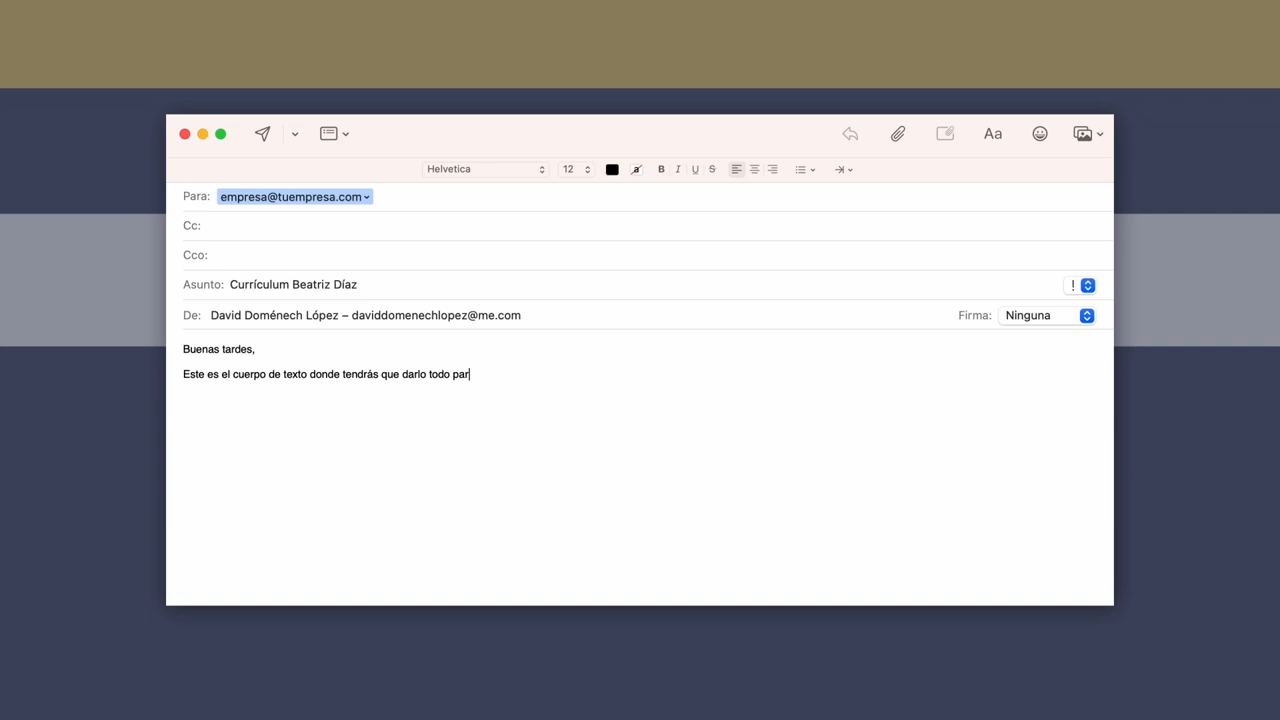 Aa
Helvetica 12 a B I U S
Para: empresa@tuempresa.com
Cc:
Cco:
Asunto: Currículum Beatriz Díaz !
De: David Doménech López – daviddomenechlopez@me.com Firma: Ninguna
Buenas tardes,
Este es el cuerpo de texto donde tendrás que darlo todo par